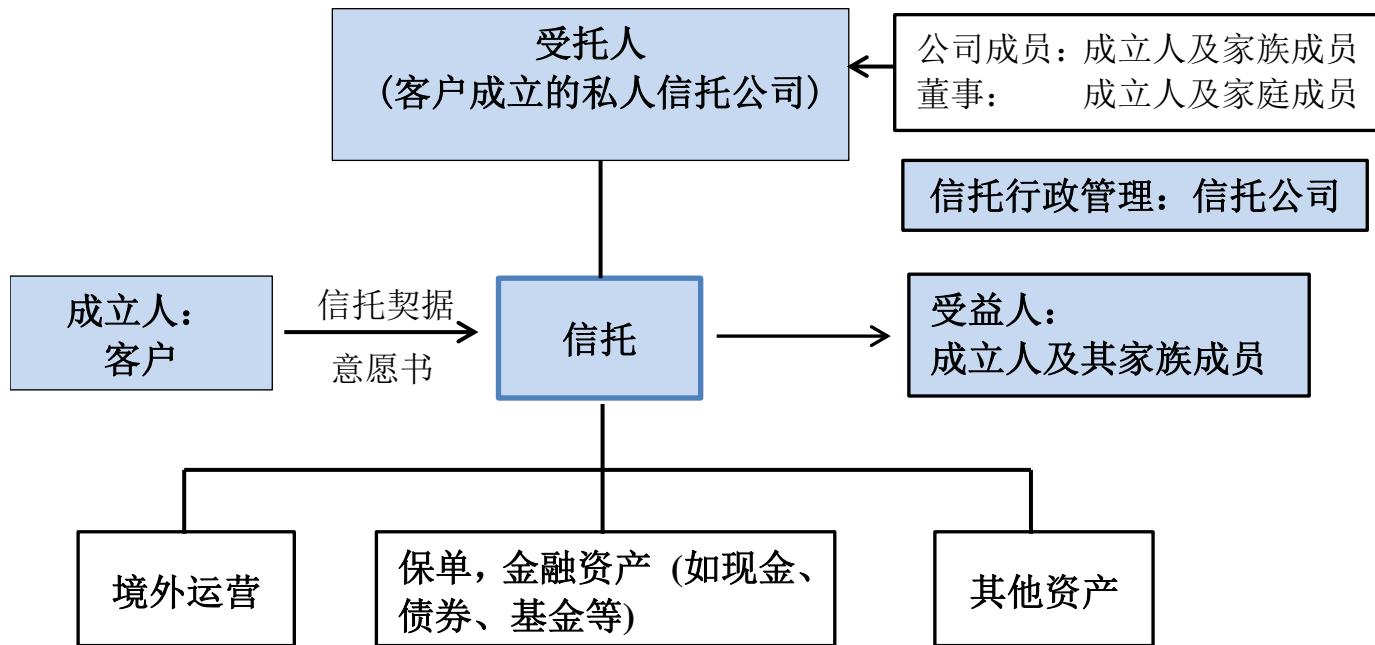 受托人
(客户成立的私人信托公司)
公司成员：成立人及家族成员
董事： 成立人及家庭成员
信托行政管理：信托公司
成立人：
客户
信托契据
意愿书
信托
受益人：
成立人及其家族成员
境外运营
保单，金融资产 (如现金、
债券、基金等)
其他资产